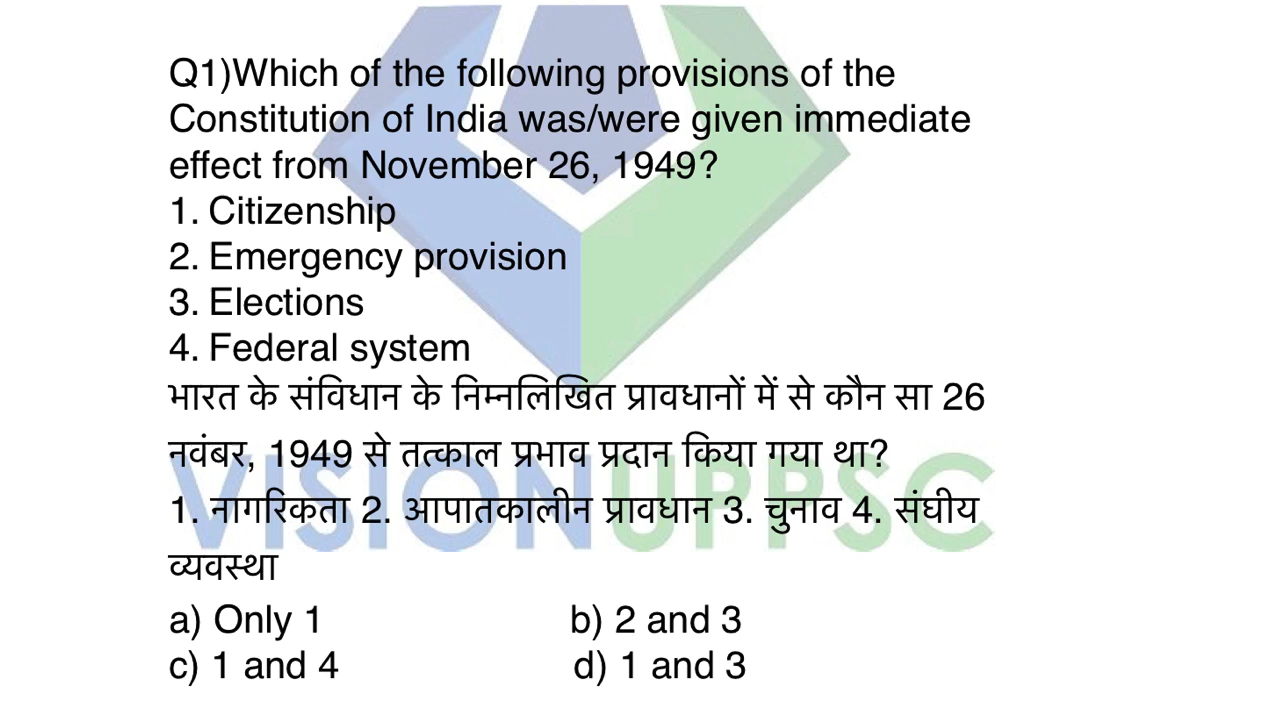 Q1)Which of the following provisions of the
Constitution of India was/were given immediate
effect from November 26, 1949?
1. Citizenship
2. Emergency provision
3. Elections
4. Federal system
भारत के संविधान के निम्नलिखित प्रावधानों में से कौन सा 26
नवंबर, 1949 से तत्काल प्रभाव प्रदान किया गया था?
VISIONUPPSC
1. नागरिकता 2. आपातकालीन प्रावधान 3. चुनाव 4. संघीय
व्यवस्था
a) Only 1 b) 2 and 3
c) 1 and 4 d) 1 and 3